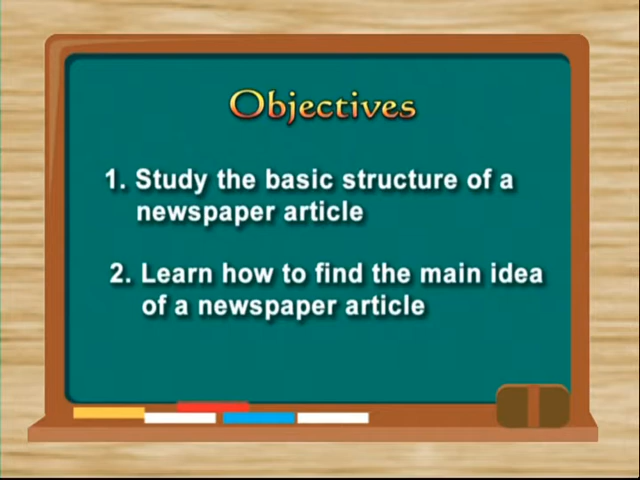 Objectives
1. Study the basic structure of a
newspaper article
2. Learn how to find the main idea
of a newspaper article